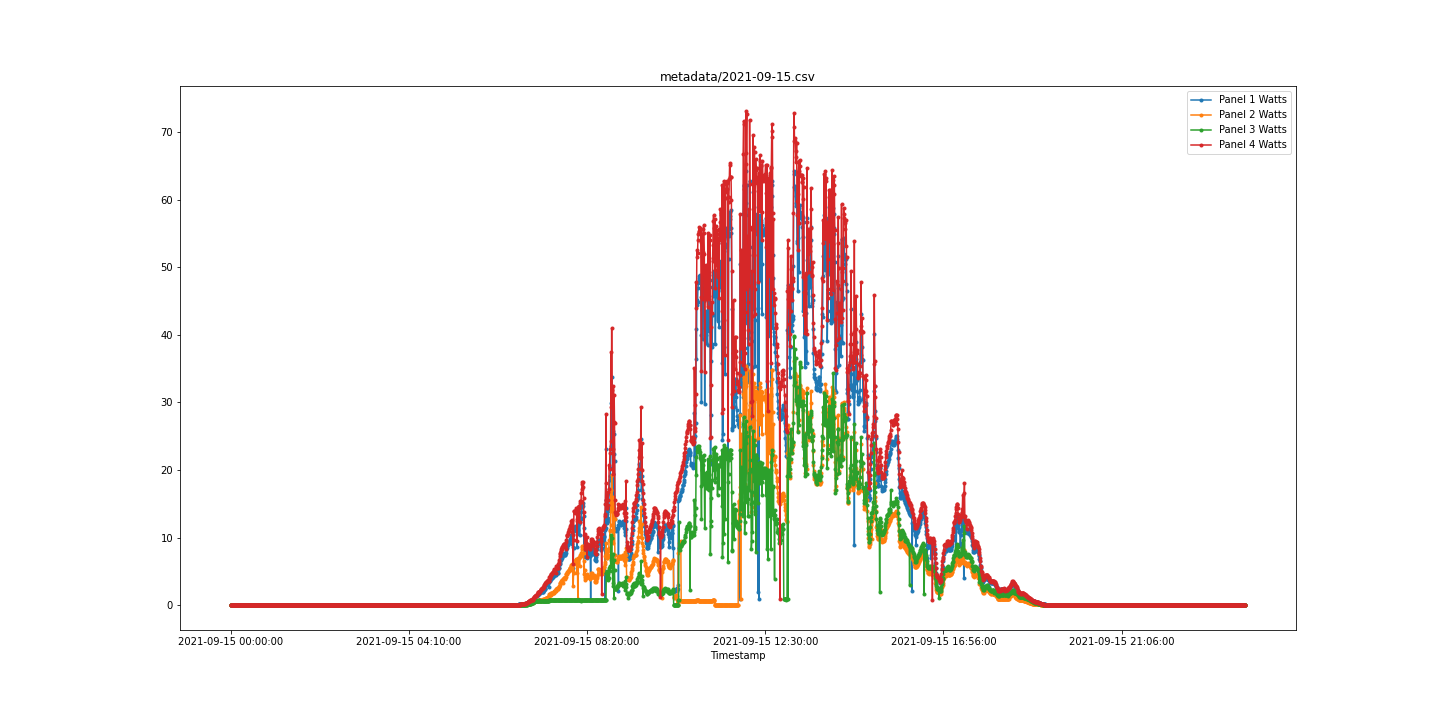 metadata/2021-09-15.csv
Panel 1 Watts
Panel 2 Watts
Panel 3 Watts
Panel 4 Watts
70
60
50
40
30
20
10
0
2021-09-15 00:00:00 2021-09-15 04:10:00 2021-09-15 08:20:00 2021-09-15 12:30:00 2021-09-15 16:56:00 2021-09-15 21:06:00
Timestamp